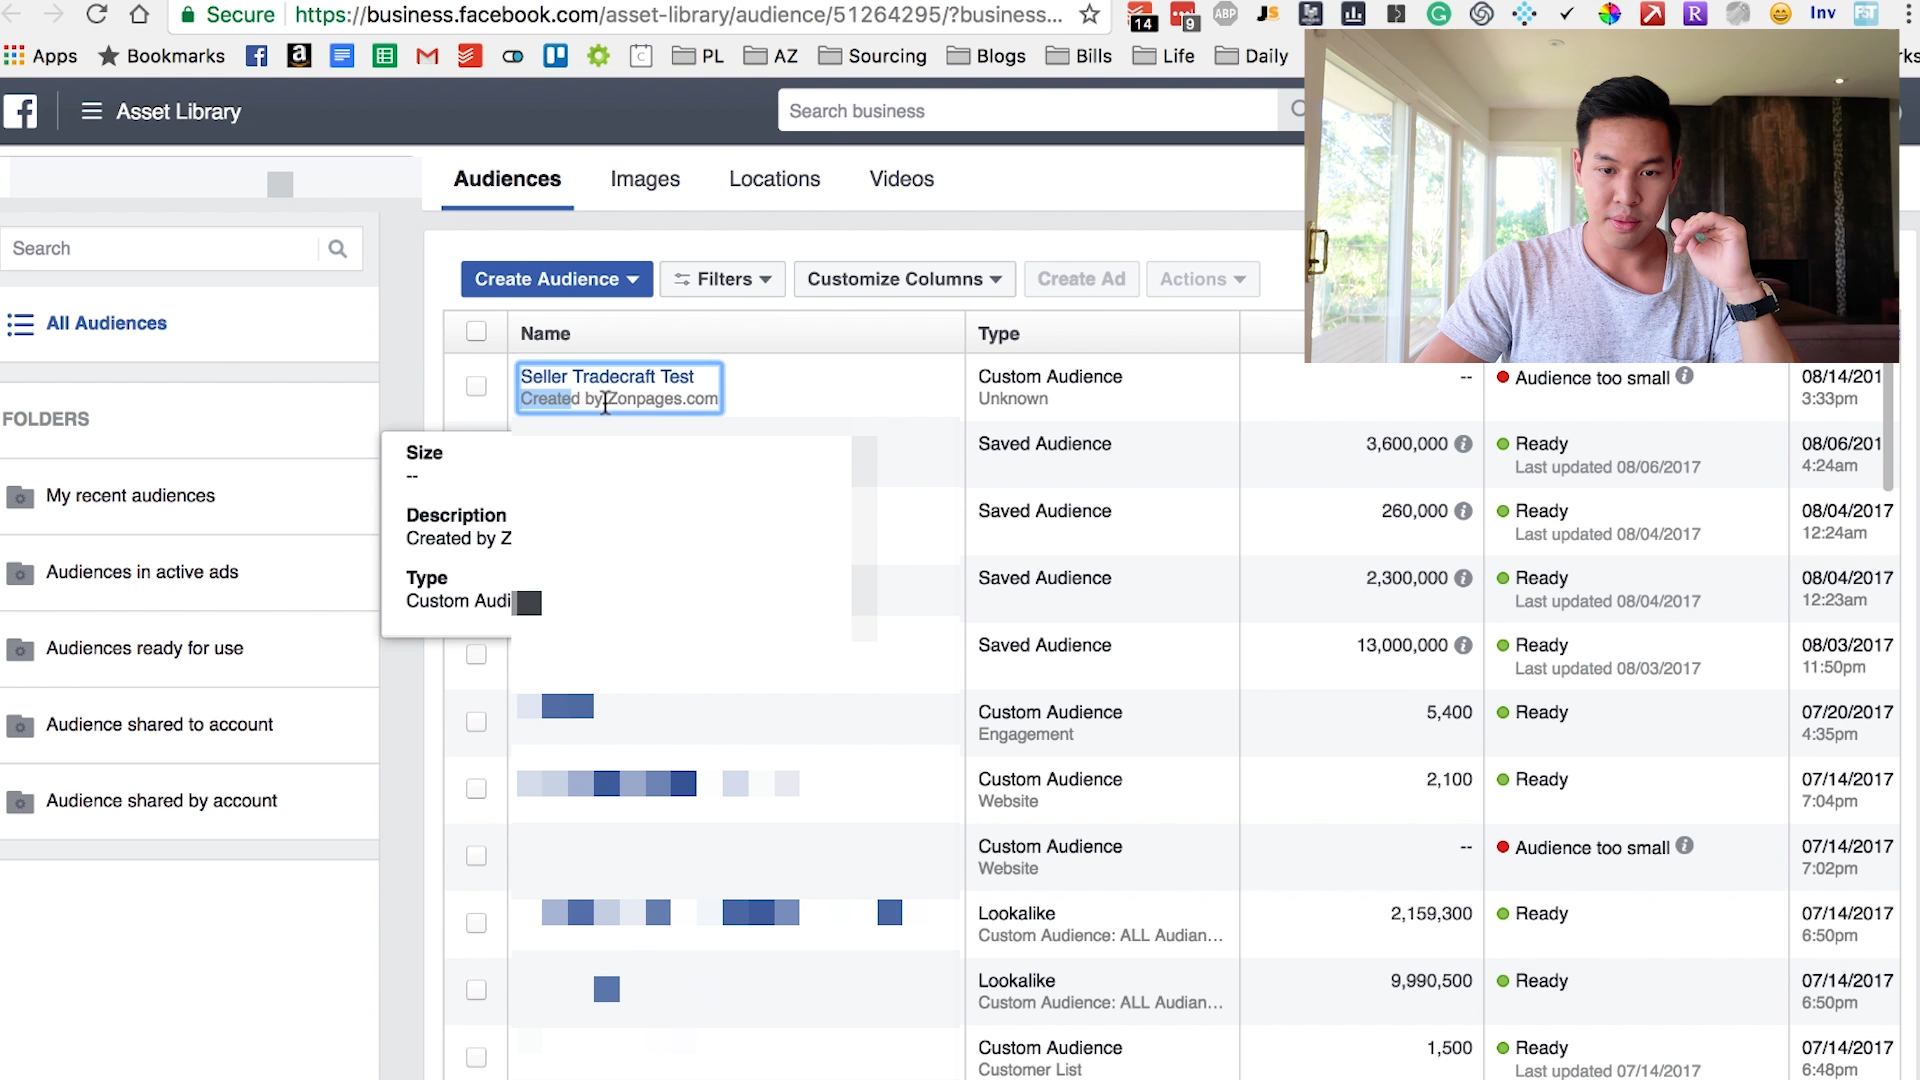 Secure https://business.facebook.com/asset-library/audience/51264295/?business...
14 9 ABP JS R Inv FST
Apps Bookmarks PL AZ Sourcing Blogs Bills Life Daily
Asset Library
Search business
Audiences Images Locations Videos
Search
All Audiences
FOLDERS
My recent audiences
Audiences in active ads
Audiences ready for use
Audience shared to account
Audience shared by account
Create Audience Filters Customize Columns Create Ad Actions
Name Type
Seller Tradecraft Test Custom Audience -- Audience too small 08/14/201
Created by Zonpages.com Unknown 3:33pm
Saved Audience 3,600,000 Ready 08/06/201
Last updated 08/06/2017 4:24am
Size
--
Description
Created by Z
Type
Custom Audi
Saved Audience 260,000 Ready 08/04/2017
Last updated 08/04/2017 12:24am
Saved Audience 2,300,000 Ready 08/04/2017
Last updated 08/04/2017 12:23am
Saved Audience 13,000,000 Ready 08/03/2017
Last updated 08/03/2017 11:50pm
Custom Audience 5,400 Ready 07/20/2017
Engagement 4:35pm
Custom Audience 2,100 Ready 07/14/2017
Website 7:04pm
Custom Audience -- Audience too small 07/14/2017
Website 7:02pm
Lookalike 2,159,300 Ready 07/14/2017
Custom Audience: ALL Audian... 6:50pm
Lookalike 9,990,500 Ready 07/14/2017
Custom Audience: ALL Audian... 6:50pm
Custom Audience 1,500 Ready 07/14/2017
Customer List Last updated 07/14/2017 6:48pm